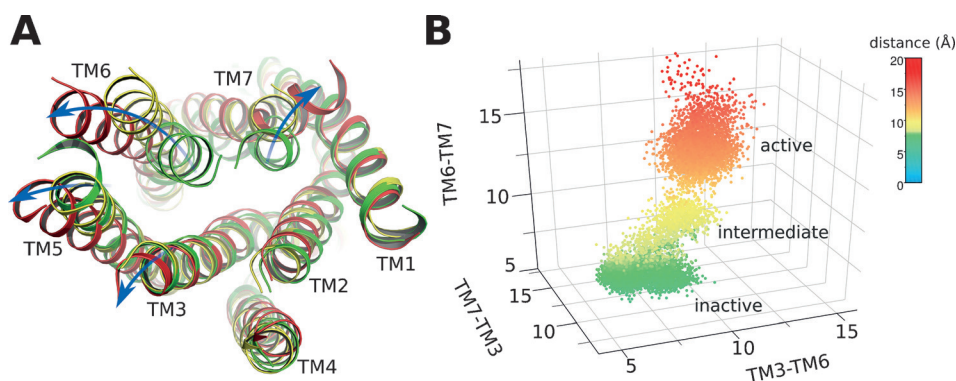 A
TM6
TM7
TM5
TM3
TM2
TM1
TM4
B
distance (Å)
20
15
10
5
0
TM6-TM7
15
10
5
active
intermediate
inactive
TM7-TM3
15
10
TM3-TM6
5
10
15